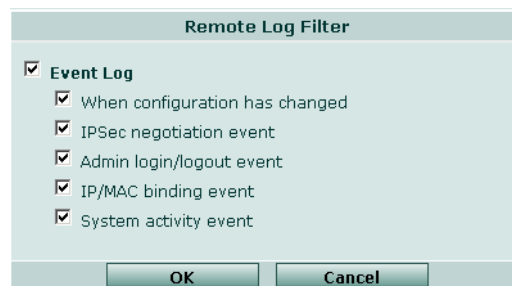 Remote Log Filter
Event Log
When configuration has changed
IPSec negotiation event
Admin login/logout event
IP/MAC binding event
System activity event
OK Cancel